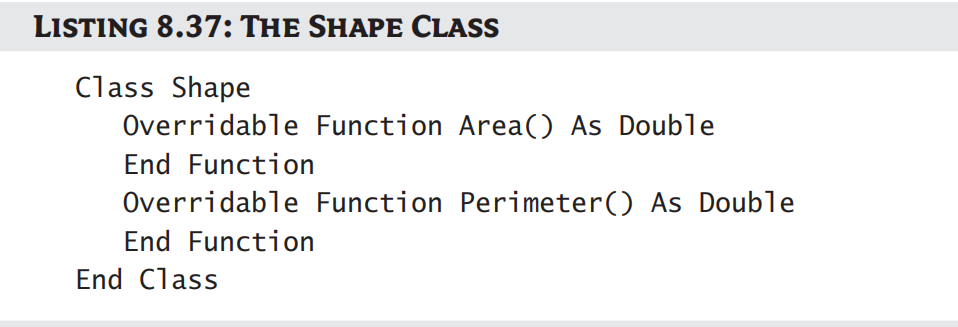 LISTING 8.37: THE SHAPE CLASS
Class Shape
Overridable Function Area() As Double
End Function
Overridable Function Perimeter() As Double
End Function
End Class